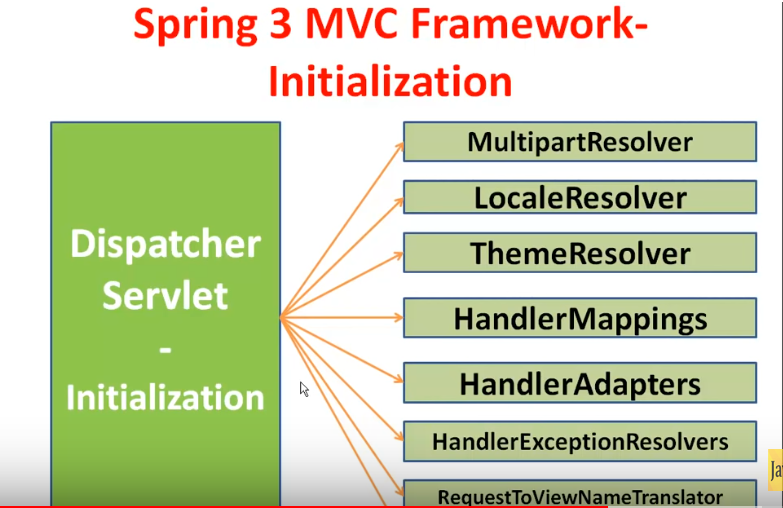 Spring 3 MVC Framework-
Initialization
Dispatcher
Servlet
-
Initialization
MultipartResolver
LocaleResolver
ThemeResolver
HandlerMappings
HandlerAdapters
HandlerExceptionResolvers
RequestToViewNameTranslator